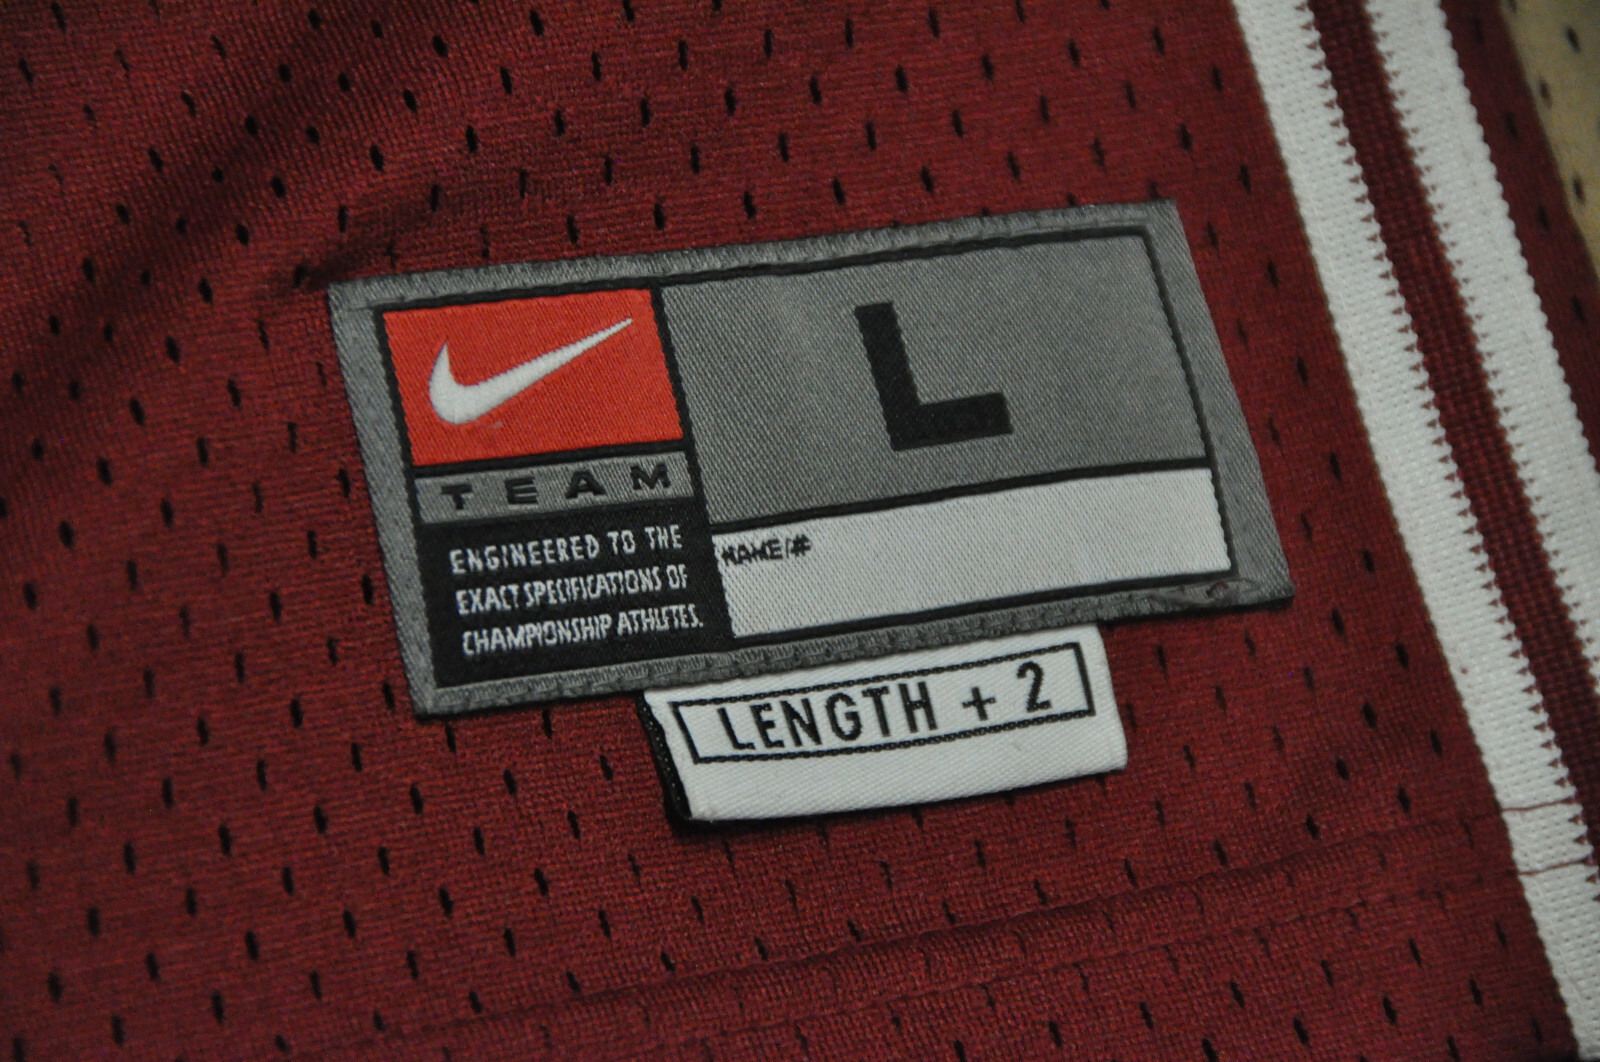 L
TEAM
ENGINEERED TO THE
EXACT SPECIFICATIONS OF
CHAMPIONSHIP ATHLETES.
NAME/#
LENGTH + 2